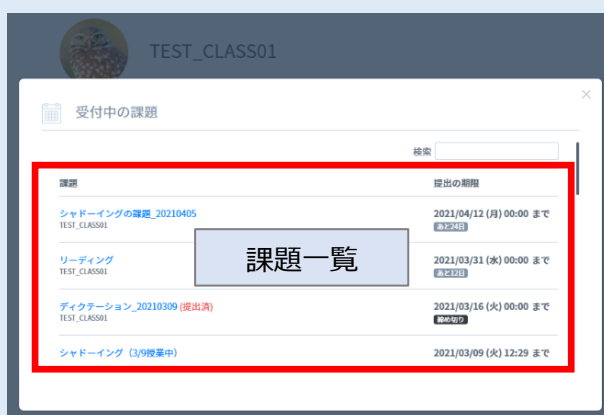 TEST_CLASS01
×
受付中の課題
検索
課題 提出の期限
シャドーイングの課題_20210405 2021/04/12 (月) 00:00 まで
TEST_CLASS01 あと24日
課題一覧
リーディング 2021/03/31 (水) 00:00 まで
TEST_CLASS01 あと12日
ディクテーション_20210309 (提出済) 2021/03/16 (火) 00:00 まで
TEST_CLASS01 締め切り
シャドーイング（3/9授業中） 2021/03/09 (火) 12:29 まで